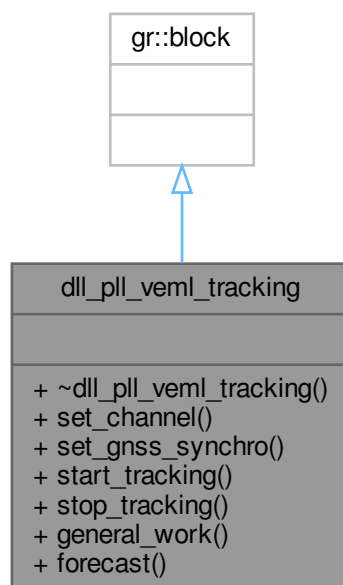 gr::block
dll_pll_veml_tracking
+ ~dll_pll_veml_tracking()
+ set_channel()
+ set_gnss_synchro()
+ start_tracking()
+ stop_tracking()
+ general_work()
+ forecast()